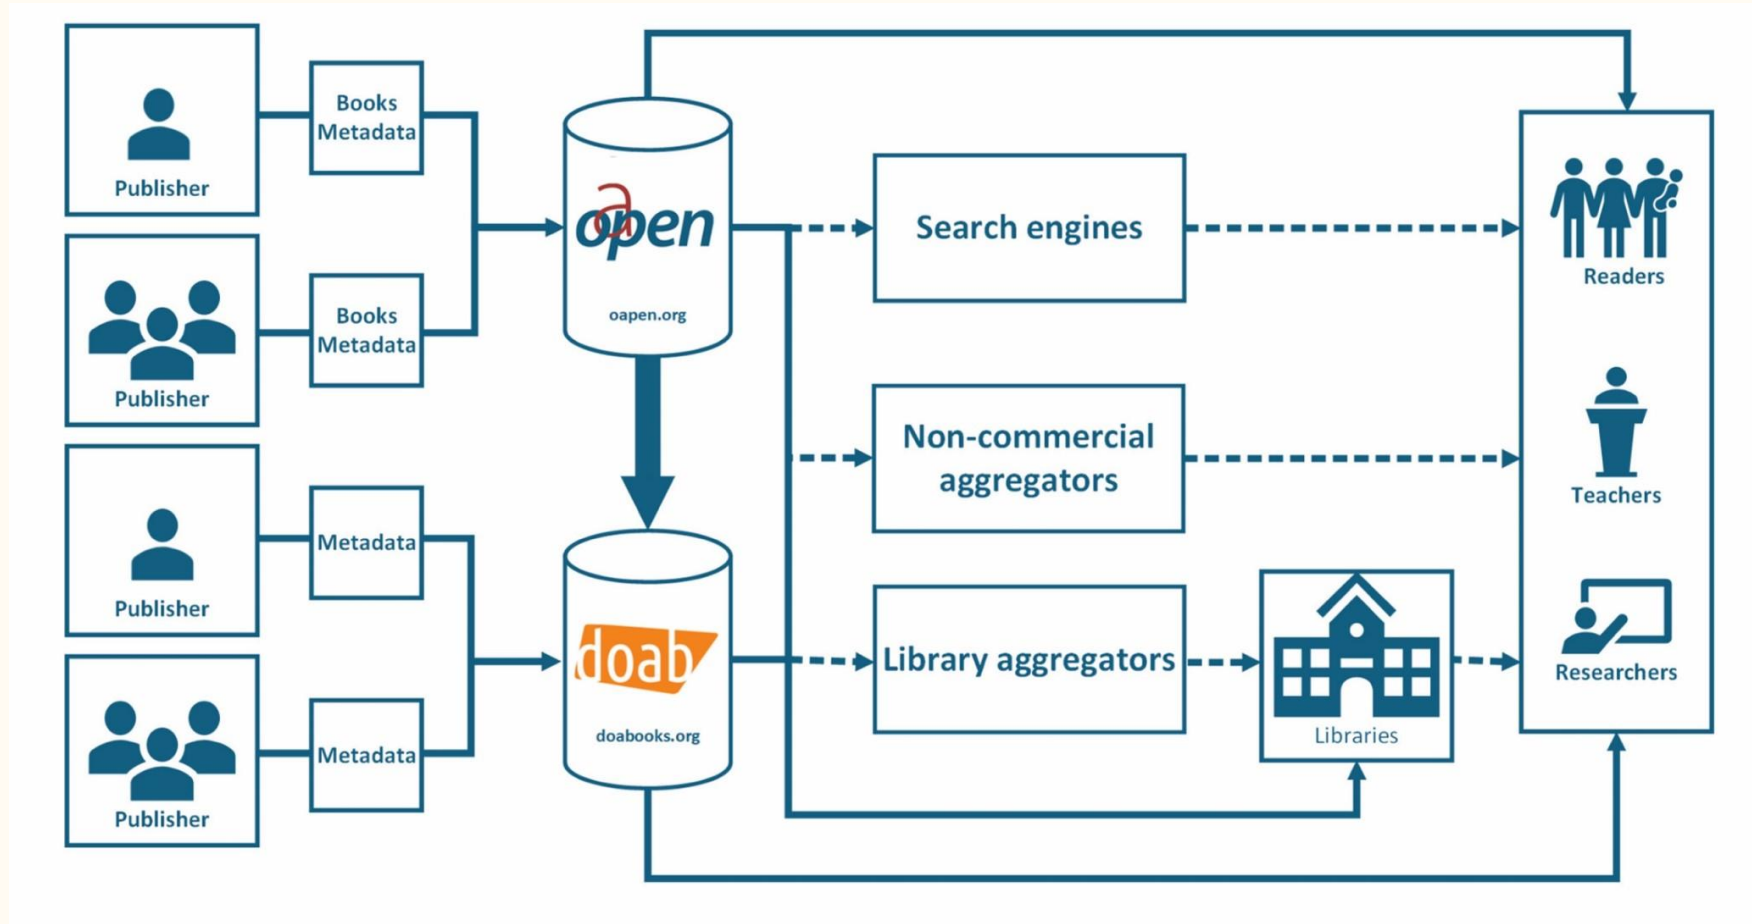 Publisher
Books
Metadata
Publisher
Books
Metadata
Publisher
Metadata
Publisher
Metadata
oapen
oapen.org
doab
doabooks.org
Search engines
Non-commercial
aggregators
Library aggregators
Libraries
Readers
Teachers
Researchers